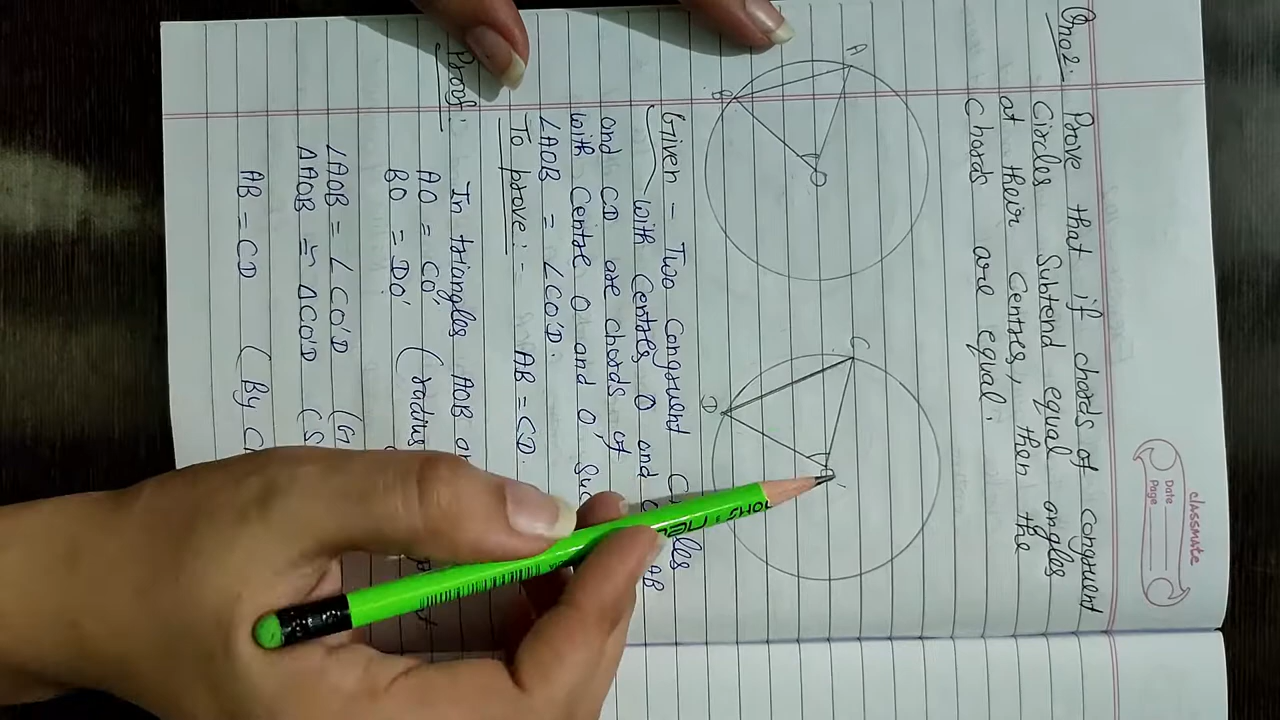 classmate
Date
Page
Qno2. Prove that if chords of congruent
Circles Subtend equal angles
at their Centres, then the
Chords are equal.
A
B
O
C
D
O'
Given - Two Congruent
with Centres O and
AB
and CD are chords of
with Centre O and O'
∠AOB = ∠CO'D.
To prove:- AB = CD.
Proof: In triangles AOB
AO = CO' (radius
BO = DO'
∠AOB = ∠CO'D
ΔAOB ≅ ΔCO'D
AB = CD (By